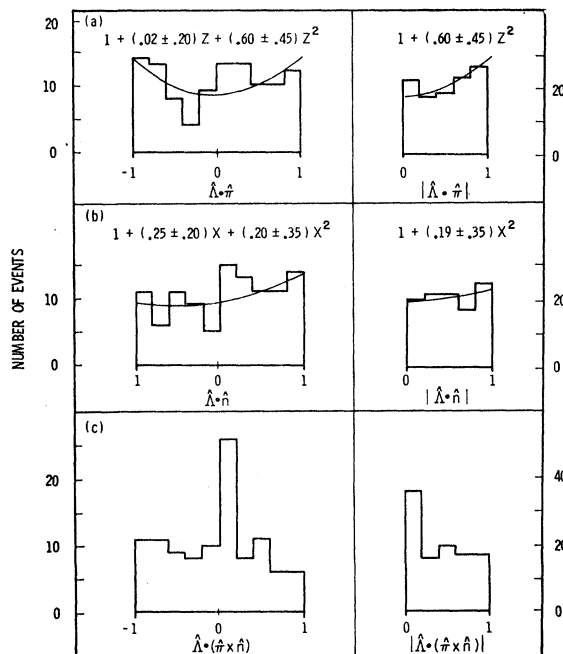 NUMBER OF EVENTS
(a)
1 + (.02 ± .20) Z + (.60 ± .45) Z²
20
10
0
-1 0 1
Λ̂•π̂
1 + (.60 ± .45) Z²
20
0
0 1
|Λ̂•π̂|
(b)
1 + (.25 ± .20) X + (.20 ± .35) X²
20
10
0
1 0 1
Λ̂•n̂
1 + (.19 ± .35) X²
20
0
0 1
|Λ̂•n̂|
(c)
20
10
0
-1 0 1
Λ̂•(π̂ x n̂)
40
20
0
0 1
|Λ̂•(π̂ x n̂)|